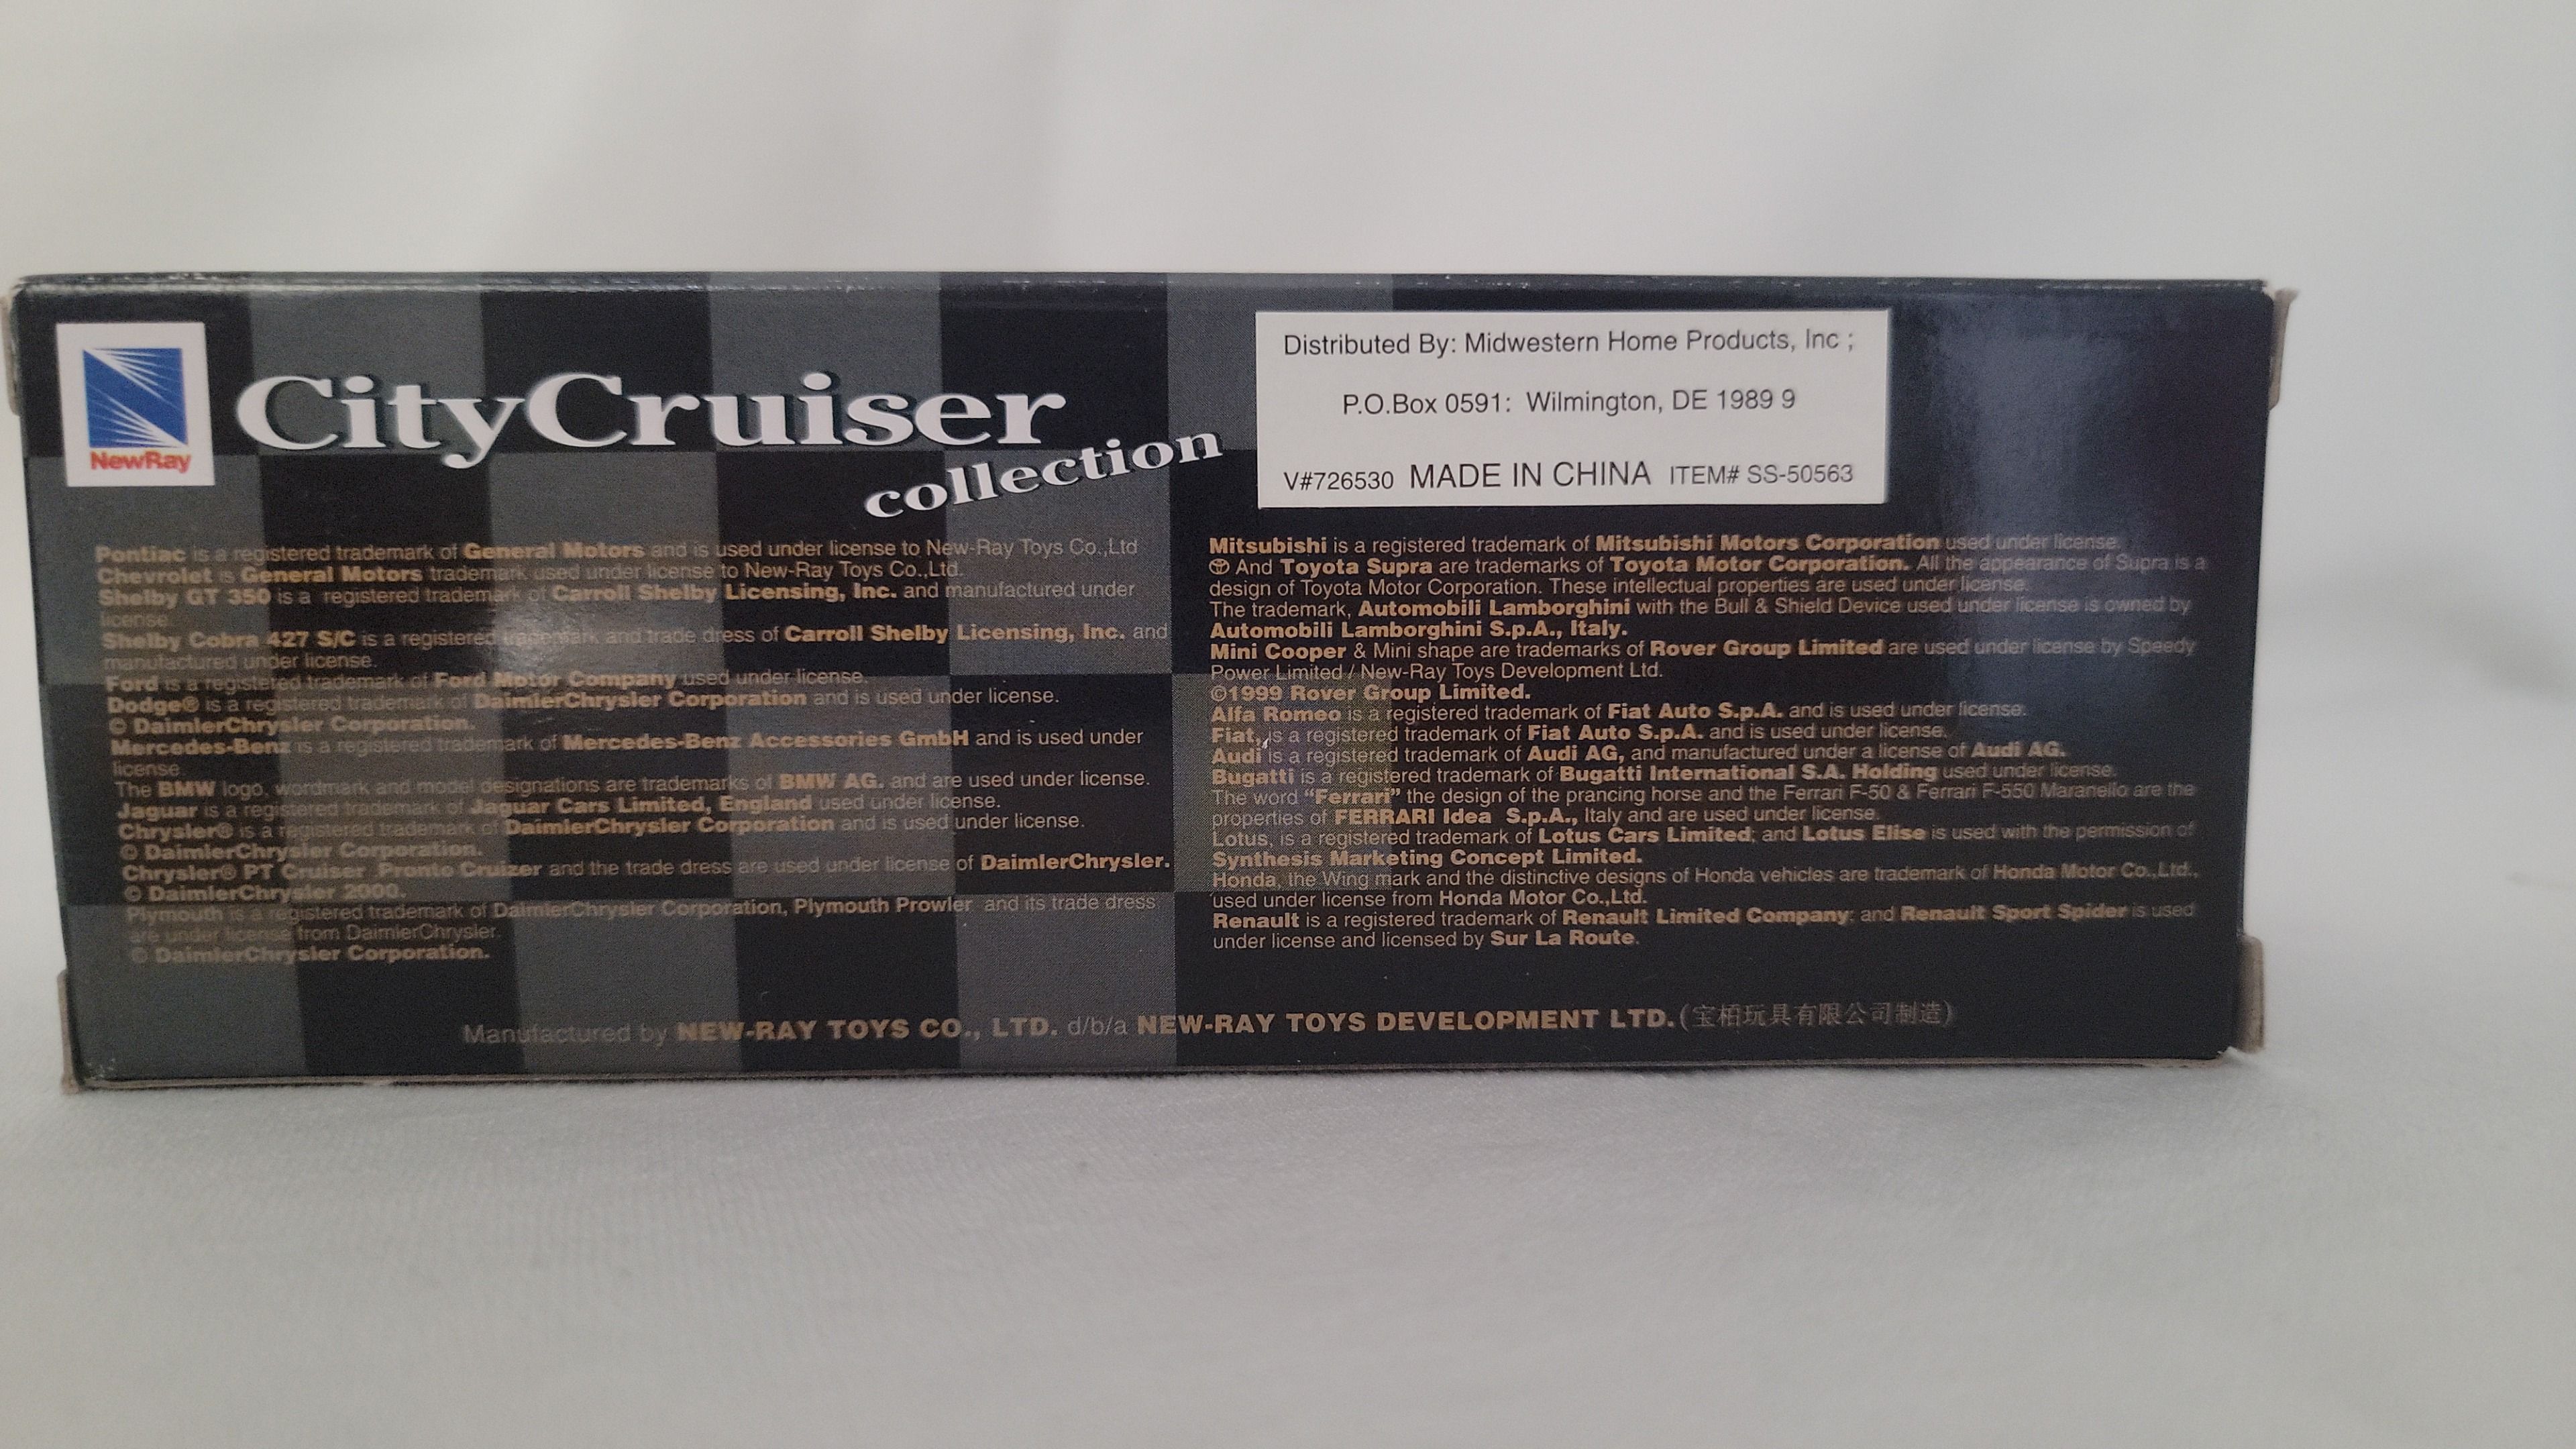 NewRay
CityCruiser
collection
Distributed By: Midwestern Home Products, Inc ;
P.O.Box 0591: Wilmington, DE 1989 9
V#726530 MADE IN CHINA ITEM# SS-50563
Pontiac is a registered trademark of General Motors and is used under license to New-Ray Toys Co.,Ltd
Chevrolet is General Motors trademark used under license to New-Ray Toys Co.,Ltd.
Shelby GT 350 is a registered trademark of Carroll Shelby Licensing, Inc. and manufactured under
license.
Shelby Cobra 427 S/C is a registered trademark and trade dress of Carroll Shelby Licensing, Inc. and
manufactured under license.
Ford is a registered trademark of Ford Motor Company used under license.
Dodge® is a registered trademark of DaimlerChrysler Corporation and is used under license.
© DaimlerChrysler Corporation.
Mercedes-Benz is a registered trademark of Mercedes-Benz Accessories GmbH and is used under
license.
The BMW logo, wordmark and model designations are trademarks of BMW AG. and are used under license.
Jaguar is a registered trademark of Jaguar Cars Limited, England used under license.
Chrysler® is a registered trademark of DaimlerChrysler Corporation and is used under license.
© DaimlerChrysler Corporation.
Chrysler® PT Cruiser Pronto Cruizer and the trade dress are used under license of DaimlerChrysler.
© DaimlerChrysler 2000.
Plymouth is a registered trademark of DaimlerChrysler Corporation, Plymouth Prowler and its trade dress
are under license from DaimlerChrysler.
© DaimlerChrysler Corporation.
Mitsubishi is a registered trademark of Mitsubishi Motors Corporation used under license.
And Toyota Supra are trademarks of Toyota Motor Corporation. All the appearance of Supra is a
design of Toyota Motor Corporation. These intellectual properties are used under license.
The trademark, Automobili Lamborghini with the Bull & Shield Device used under license is owned by
Automobili Lamborghini S.p.A., Italy.
Mini Cooper & Mini shape are trademarks of Rover Group Limited are used under license by Speedy
Power Limited / New-Ray Toys Development Ltd.
©1999 Rover Group Limited.
Alfa Romeo is a registered trademark of Fiat Auto S.p.A. and is used under license.
Fiat, is a registered trademark of Fiat Auto S.p.A. and is used under license.
Audi is a registered trademark of Audi AG, and manufactured under a license of Audi AG.
Bugatti is a registered trademark of Bugatti International S.A. Holding used under license.
The word “Ferrari” the design of the prancing horse and the Ferrari F-50 & Ferrari F-550 Maranello are the
properties of FERRARI Idea S.p.A., Italy and are used under license.
Lotus, is a registered trademark of Lotus Cars Limited; and Lotus Elise is used with the permission of
Synthesis Marketing Concept Limited.
Honda, the Wing mark and the distinctive designs of Honda vehicles are trademark of Honda Motor Co.,Ltd.,
used under license from Honda Motor Co.,Ltd.
Renault is a registered trademark of Renault Limited Company; and Renault Sport Spider is used
under license and licensed by Sur La Route.
Manufactured by NEW-RAY TOYS CO., LTD. d/b/a NEW-RAY TOYS DEVELOPMENT LTD. (宝栢玩具有限公司制造)